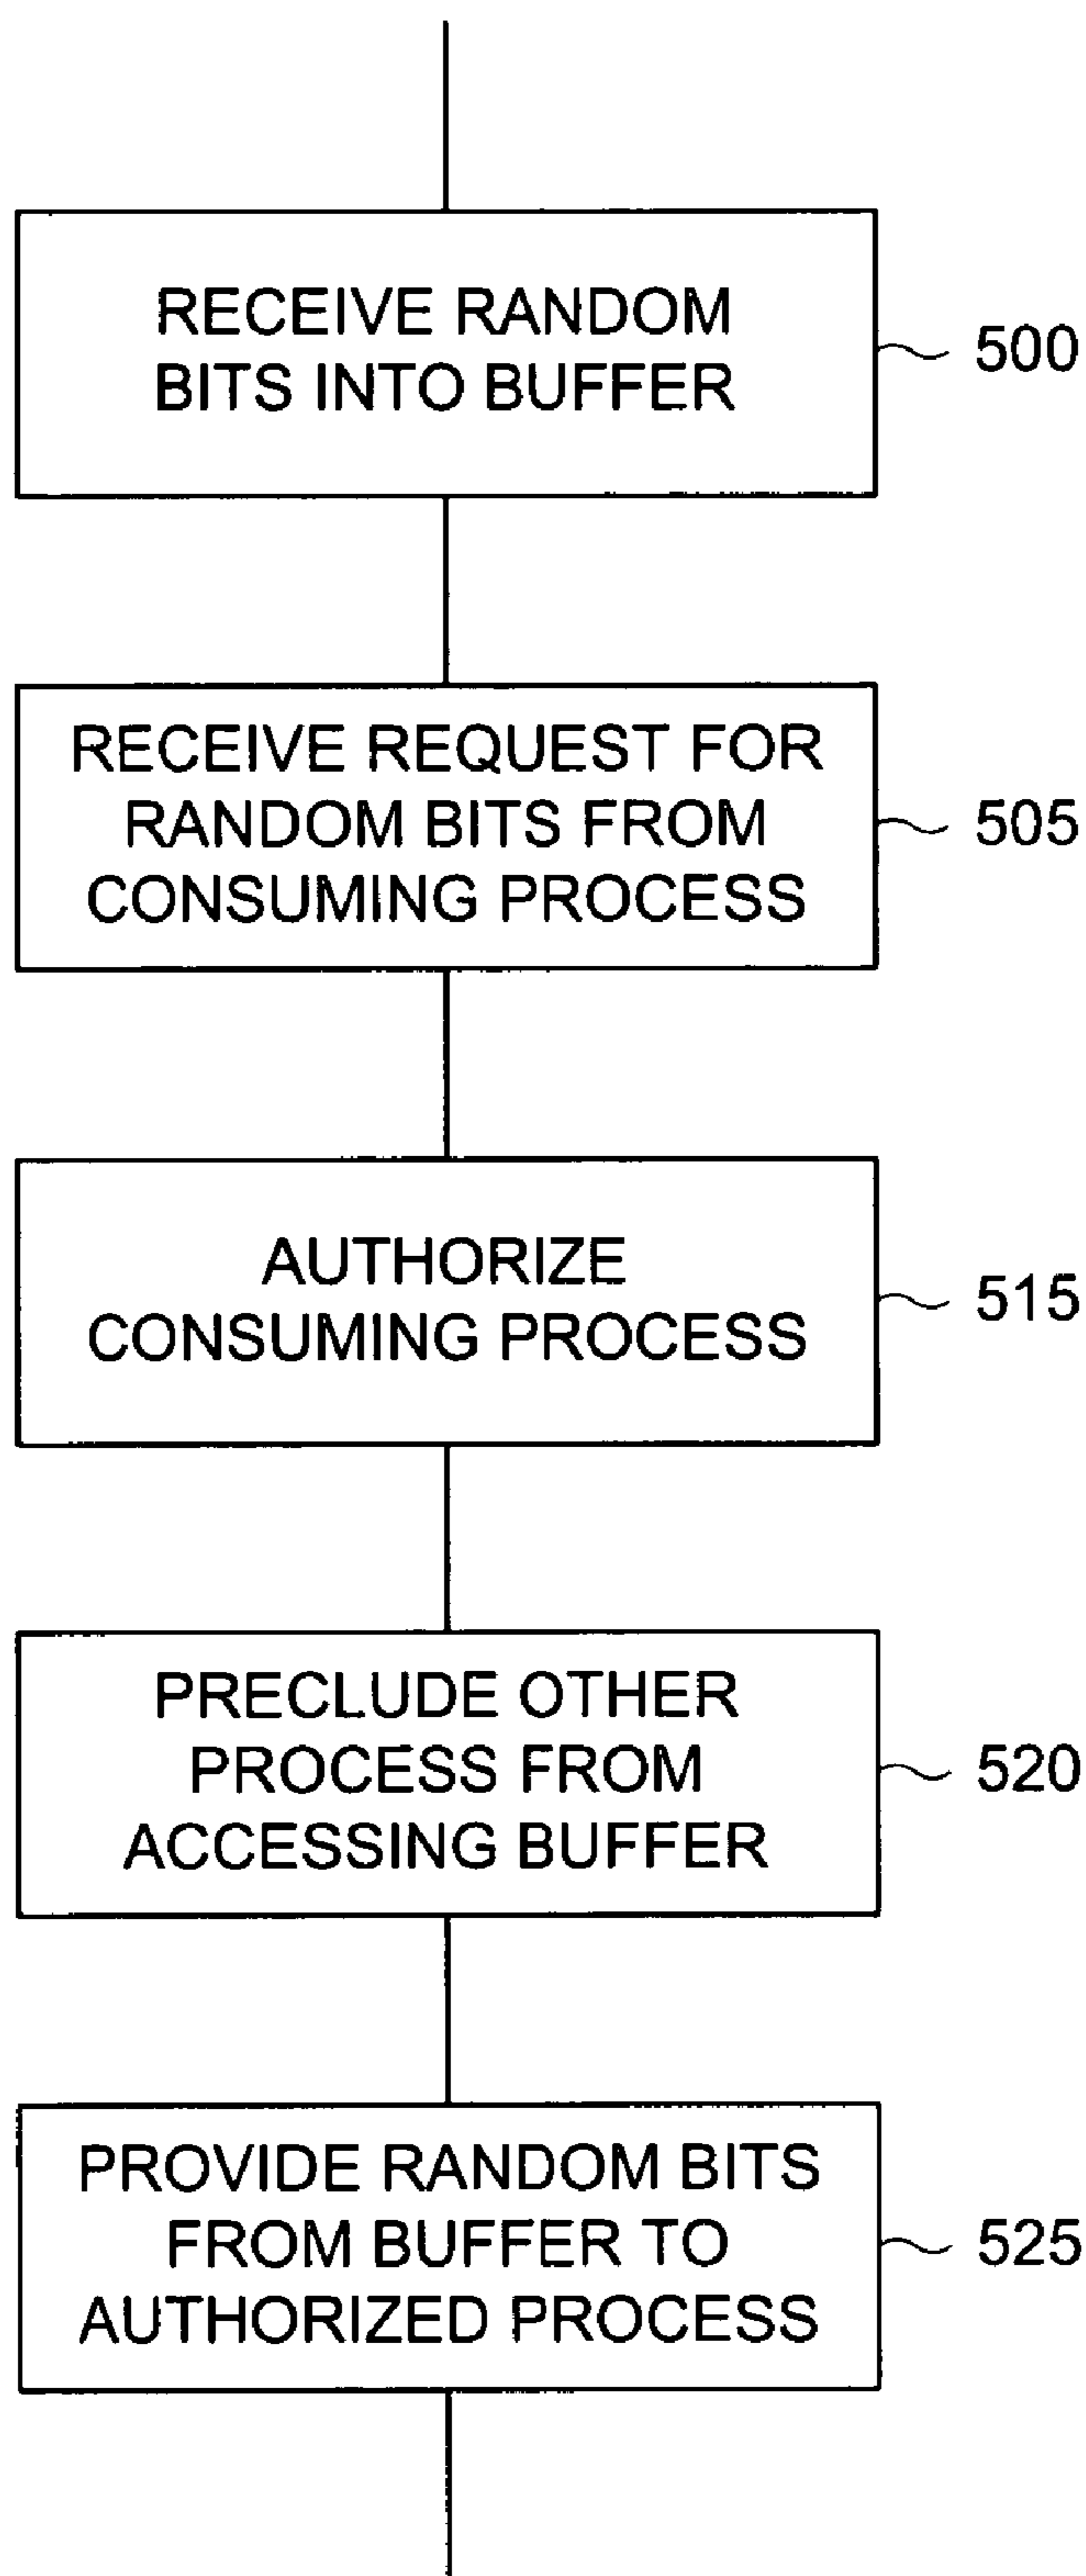 RECEIVE RANDOM
BITS INTO BUFFER
500
RECEIVE REQUEST FOR
RANDOM BITS FROM
CONSUMING PROCESS
505
AUTHORIZE
CONSUMING PROCESS
515
PRECLUDE OTHER
PROCESS FROM
ACCESSING BUFFER
520
PROVIDE RANDOM BITS
FROM BUFFER TO
AUTHORIZED PROCESS
525